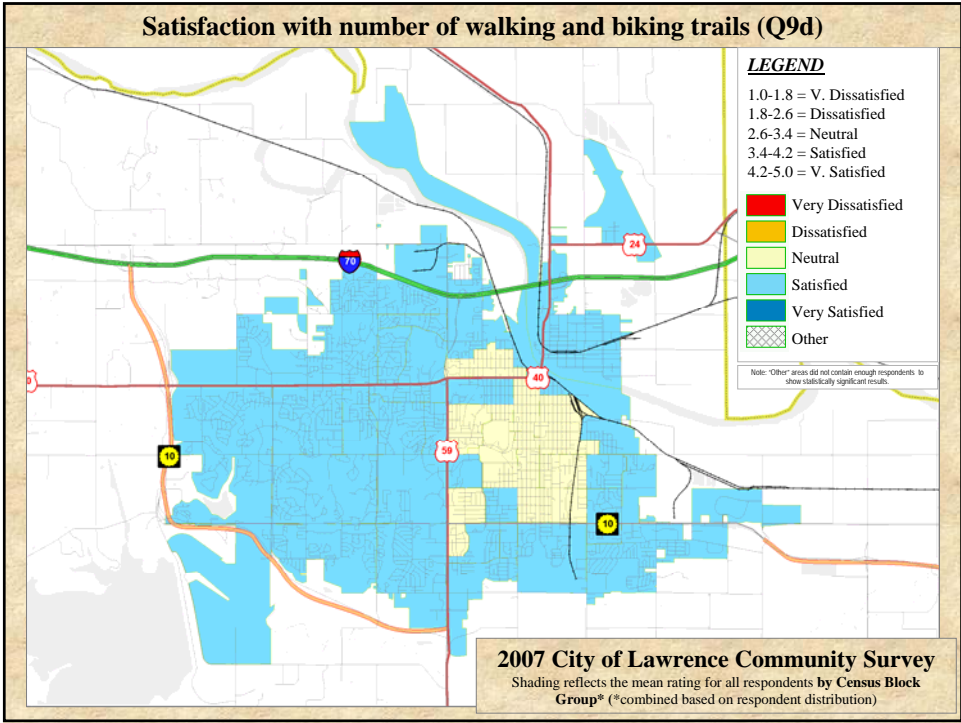 Satisfaction with number of walking and biking trails (Q9d)
LEGEND
1.0-1.8 = V. Dissatisfied
1.8-2.6 = Dissatisfied
2.6-3.4 = Neutral
3.4-4.2 = Satisfied
4.2-5.0 = V. Satisfied
Very Dissatisfied
Dissatisfied
Neutral
Satisfied
Very Satisfied
Other
Note: "Other" areas did not contain enough respondents to
show statistically significant results.
24
70
0
40
59
10
10
2007 City of Lawrence Community Survey
Shading reflects the mean rating for all respondents by Census Block
Group* (*combined based on respondent distribution)